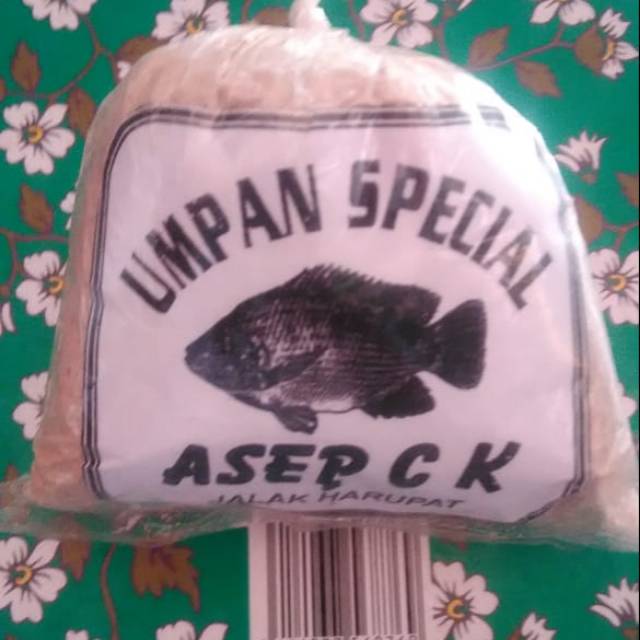 UMPAN SPECIAL
ASEP C K
JALAK HARUPAT